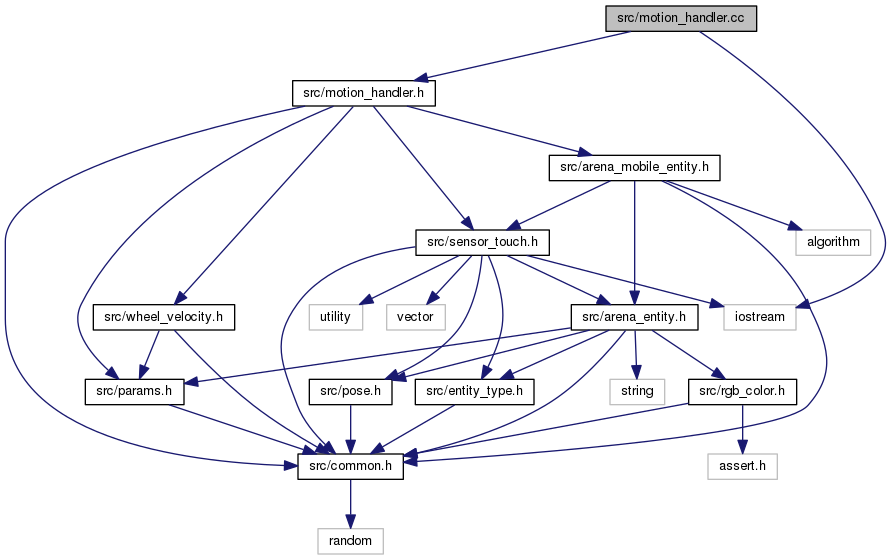 src/motion_handler.cc
src/motion_handler.h
src/arena_mobile_entity.h
src/sensor_touch.h
algorithm
src/wheel_velocity.h
utility
vector
src/arena_entity.h
iostream
src/params.h
src/pose.h
src/entity_type.h
string
src/rgb_color.h
src/common.h
assert.h
random